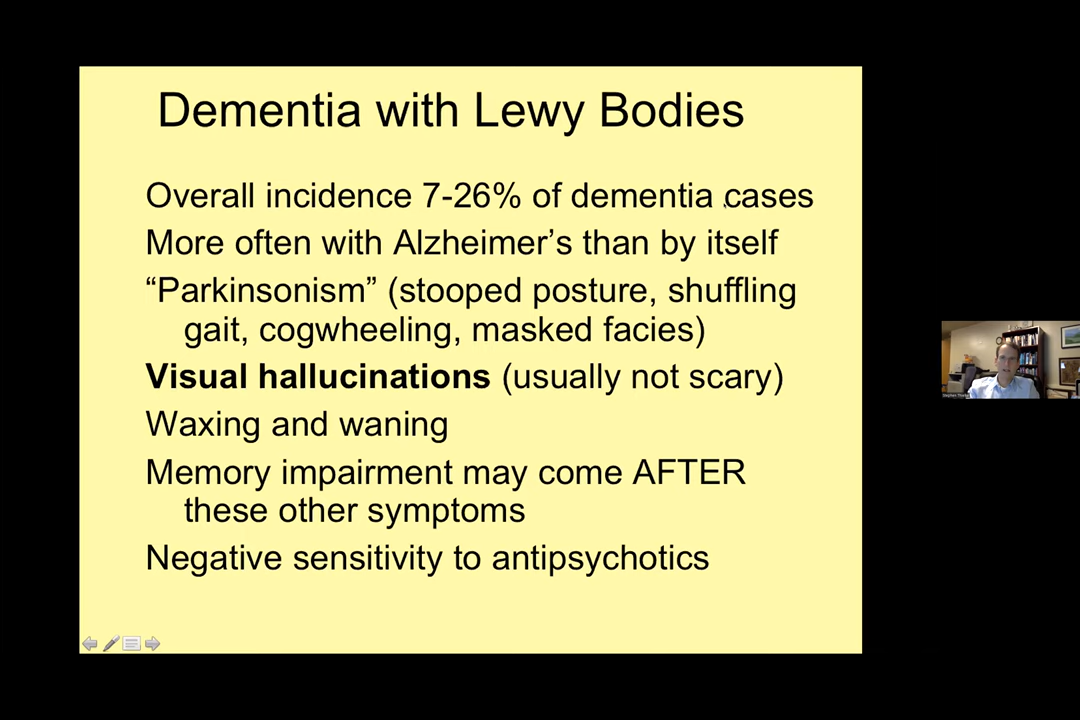 Dementia with Lewy Bodies
Overall incidence 7-26% of dementia cases
More often with Alzheimer’s than by itself
“Parkinsonism” (stooped posture, shuffling
gait, cogwheeling, masked facies)
Visual hallucinations (usually not scary)
Waxing and waning
Memory impairment may come AFTER
these other symptoms
Negative sensitivity to antipsychotics
Stephen